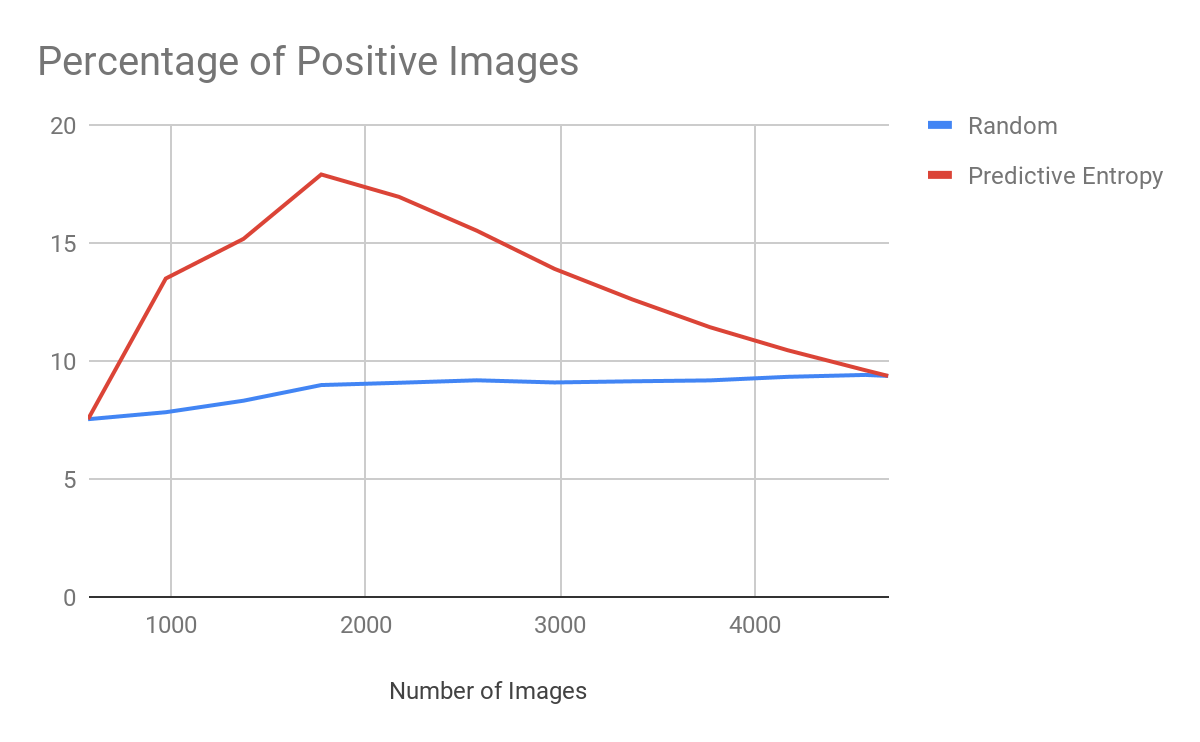 Percentage of Positive Images
20
15
10
5
0
1000 2000 3000 4000
Number of Images
Random
Predictive Entropy